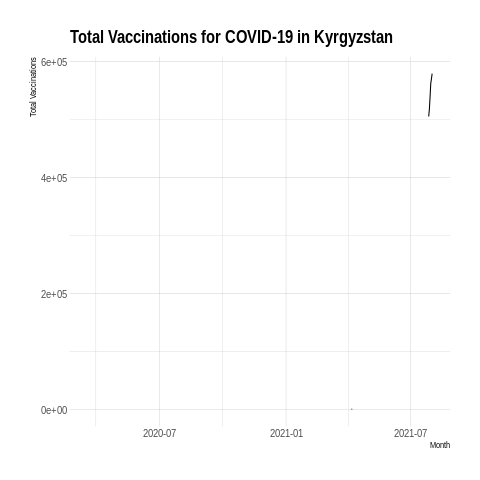 Total Vaccinations for COVID-19 in Kyrgyzstan
Total Vaccinations
6e+05
4e+05
2e+05
0e+00
2020-07
2021-01
2021-07
Month